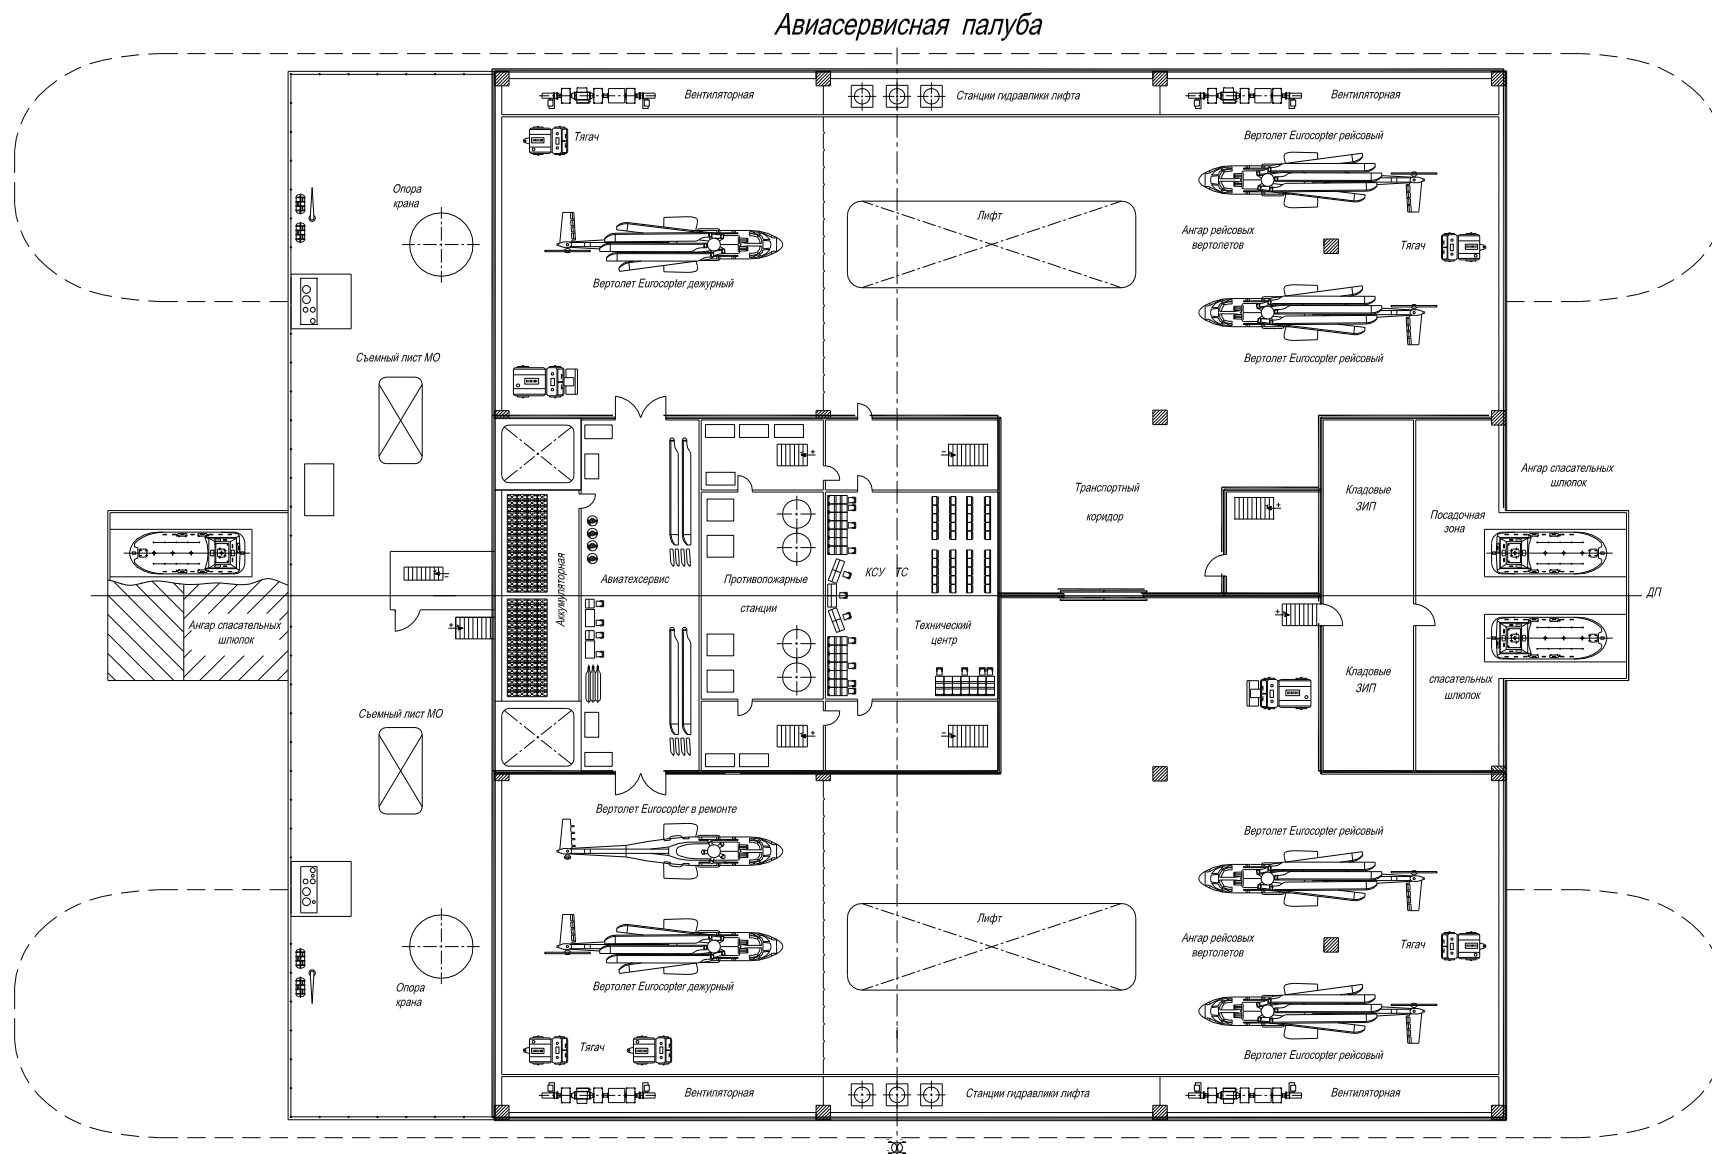 Авиасервисная палуба
Вентиляторная
Станции гидравлики лифта
Вентиляторная
Тягач
Вертолет Eurocopter рейсовый
Опора
крана
Лифт
Ангар рейсовых
вертолетов
Тягач
Вертолет Eurocopter дежурный
Съемный лист МО
Вертолет Eurocopter рейсовый
Ангар спасательных
шлюпок
Транспортный
коридор
Кладовые
ЗИП
Посадочная
зона
Аккумуляторная
Авиатехсервис
Противопожарные
станции
КСУ ТС
Технический
центр
ДП
Ангар спасательных
шлюпок
Кладовые
ЗИП
спасательных
шлюпок
Съемный лист МО
Вертолет Eurocopter в ремонте
Вертолет Eurocopter рейсовый
Лифт
Ангар рейсовых
вертолетов
Тягач
Опора
крана
Вертолет Eurocopter дежурный
Тягач
Вертолет Eurocopter рейсовый
Вентиляторная
Станции гидравлики лифта
Вентиляторная